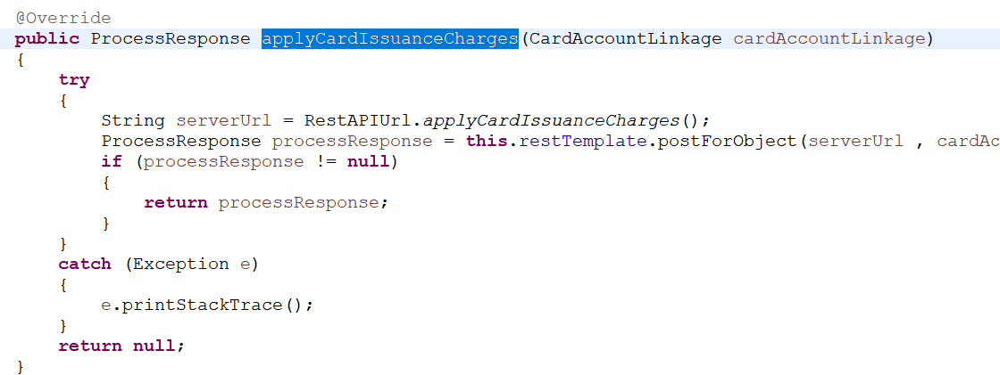 @Override
public ProcessResponse applyCardIssuanceCharges(CardAccountLinkage cardAccountLinkage)
{
try
{
String serverUrl = RestAPIUrl.applyCardIssuanceCharges();
ProcessResponse processResponse = this.restTemplate.postForObject(serverUrl , cardAc
if (processResponse != null)
{
return processResponse;
}
}
catch (Exception e)
{
e.printStackTrace();
}
return null;
}